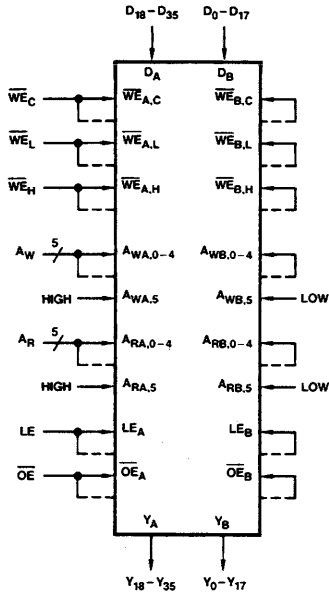 D18–D35 D0–D17
DA DB
WEC WEA,C WEB,C
WEL WEA,L WEB,L
WEH WEA,H WEB,H
5
AW AWA,0–4 AWB,0–4
HIGH AWA,5 AWB,5 LOW
5
AR ARA,0–4 ARB,0–4
HIGH ARA,5 ARB,5 LOW
LE LEA LEB
OE OEA OEB
YA YB
Y18–Y35 Y0–Y17